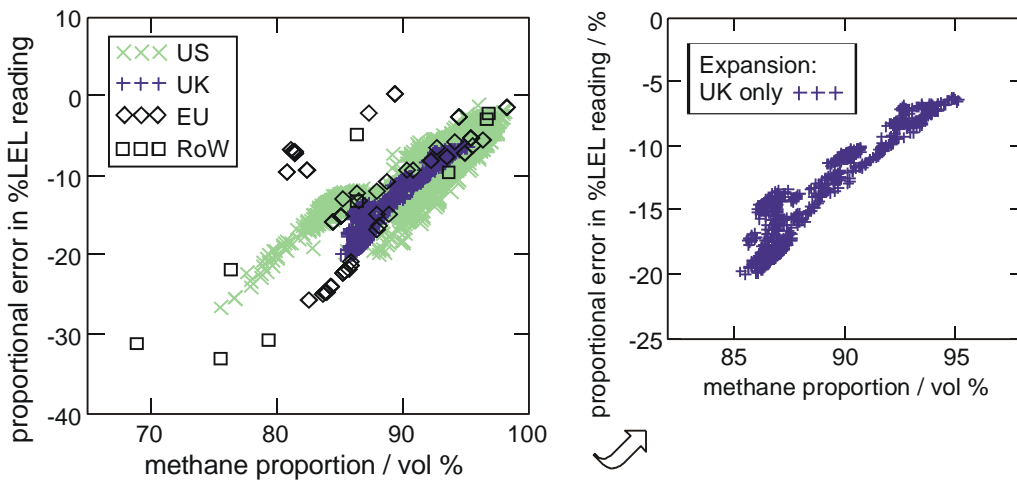 proportional error in %LEL reading
10
0
-10
-20
-30
-40
US
UK
EU
RoW
70
80
90
100
methane proportion / vol %
proportional error in %LEL reading / %
-0
-5
-10
-15
-20
-25
Expansion:
UK only
85
90
95
methane proportion / vol %